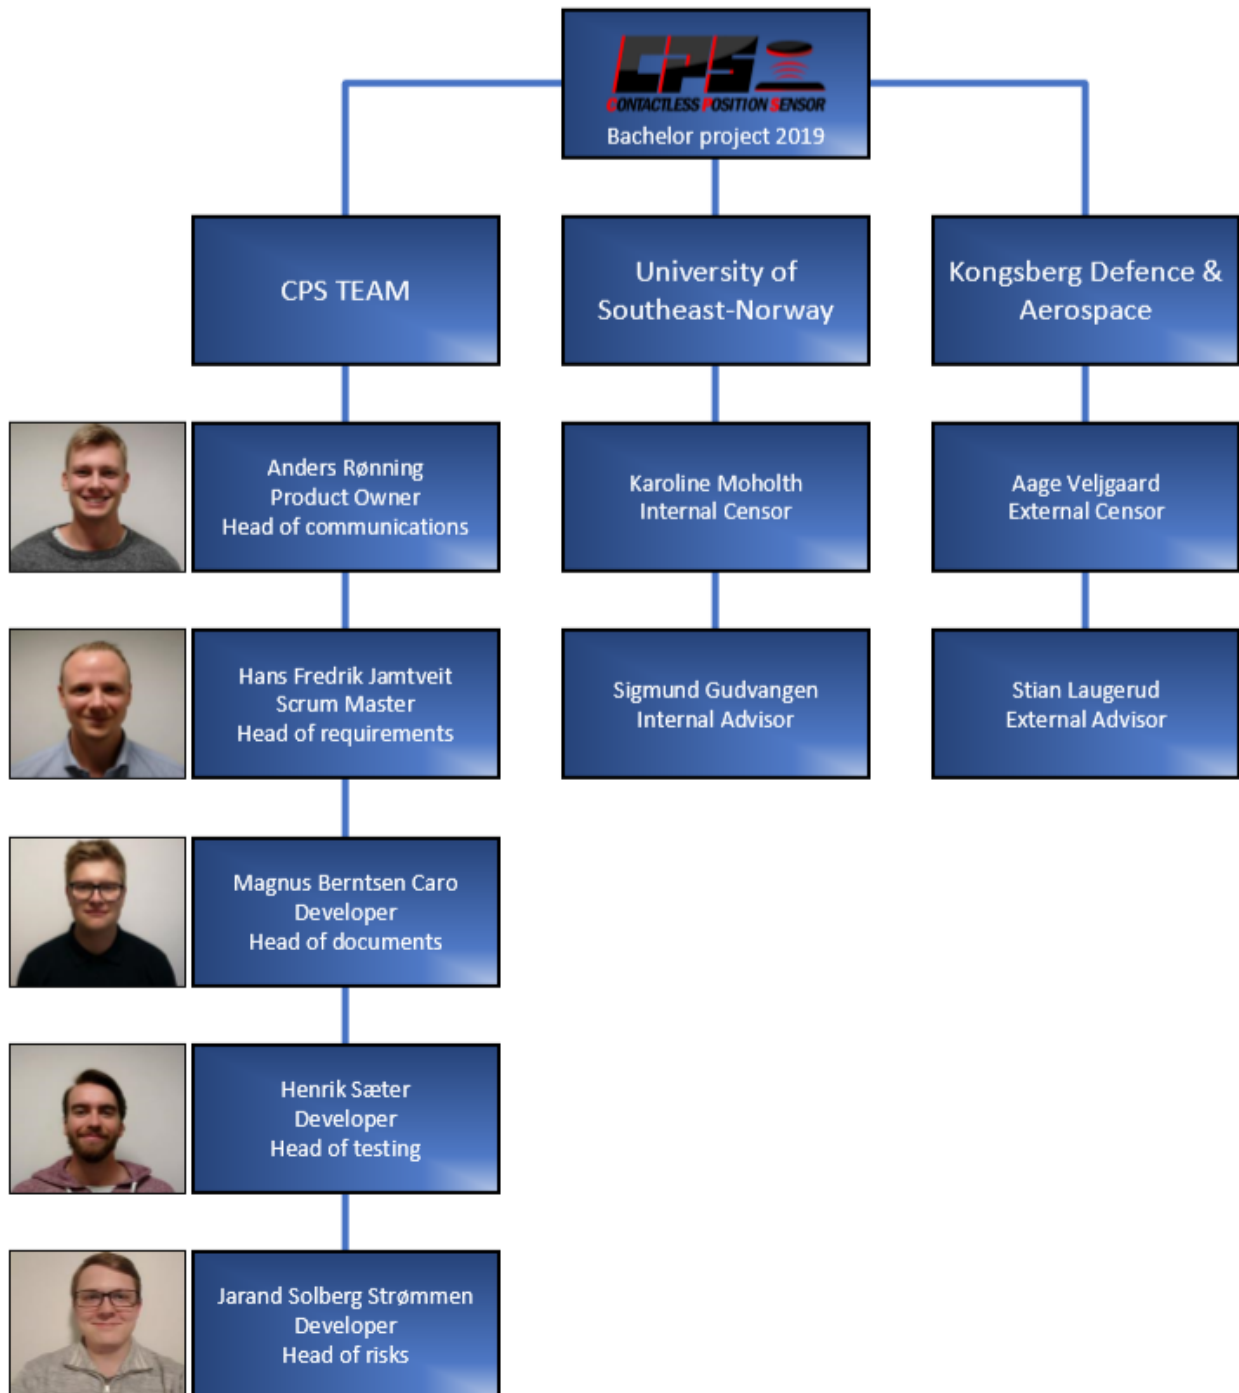 CPS
CONTACTLESS POSITION SENSOR
Bachelor project 2019
CPS TEAM
University of
Southeast-Norway
Kongsberg Defence &
Aerospace
Anders Rønning
Product Owner
Head of communications
Karoline Moholth
Internal Censor
Aage Veljgaard
External Censor
Hans Fredrik Jamtveit
Scrum Master
Head of requirements
Sigmund Gudvangen
Internal Advisor
Stian Laugerud
External Advisor
Magnus Berntsen Caro
Developer
Head of documents
Henrik Sæter
Developer
Head of testing
Jarand Solberg Strømmen
Developer
Head of risks